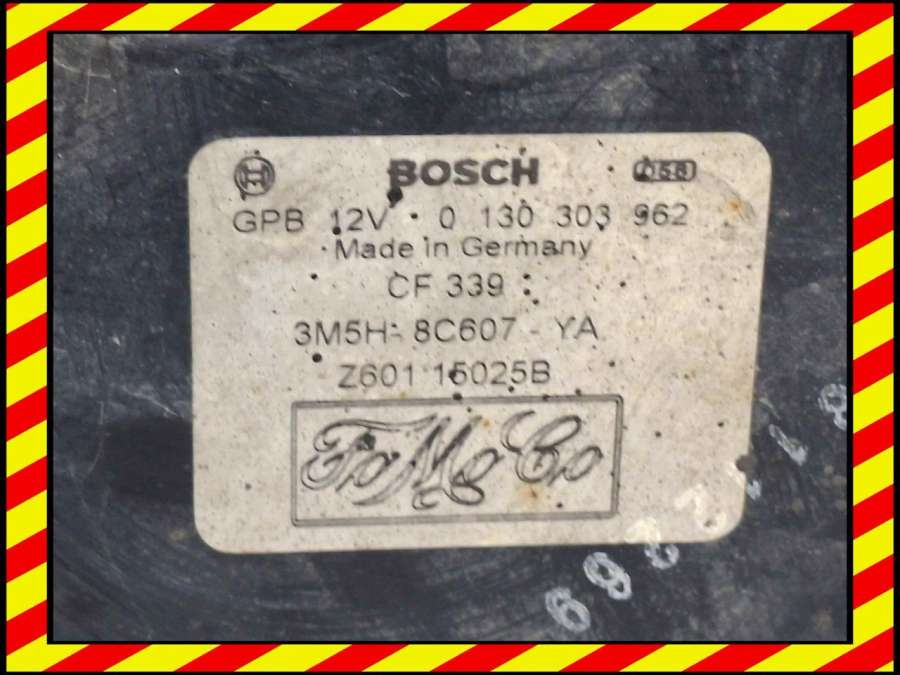 BOSCH
GPB 12V 0 130 303 962
Made in Germany
CF 339
3M5H- 8C607 - YA
Z601 15025B
FoMoCo